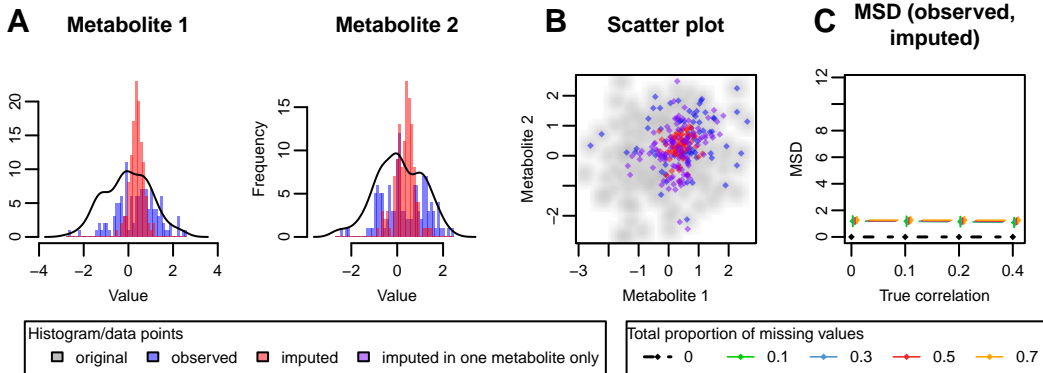 A
Metabolite 1
0 5 10 15 20
−4 −2 0 2 4
Value
Metabolite 2
Frequency
0 5 10 15
−2 0 2
Value
B
Scatter plot
Metabolite 2
−2 0 1 2
−3 −1 0 1 2
Metabolite 1
C
MSD (observed,
imputed)
MSD
0 2 4 6 8 12
0 0.1 0.2 0.4
True correlation
Histogram/data points
original observed imputed imputed in one metabolite only
Total proportion of missing values
0 0.1 0.3 0.5 0.7